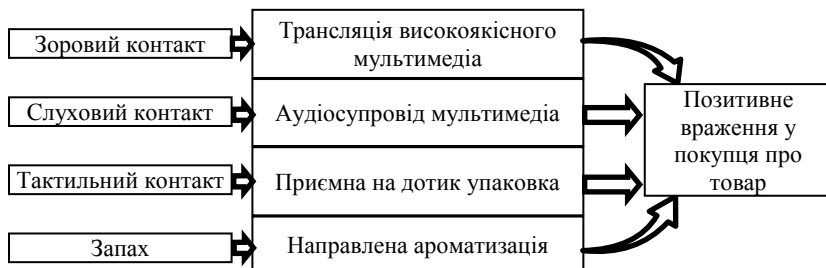 Зоровий контакт
Трансляція високоякісного
мультимедіа
Слуховий контакт
Аудіосупровід мультимедіа
Тактильний контакт
Приємна на дотик упаковка
Запах
Направлена ароматизація
Позитивне
враження у
покупця про
товар